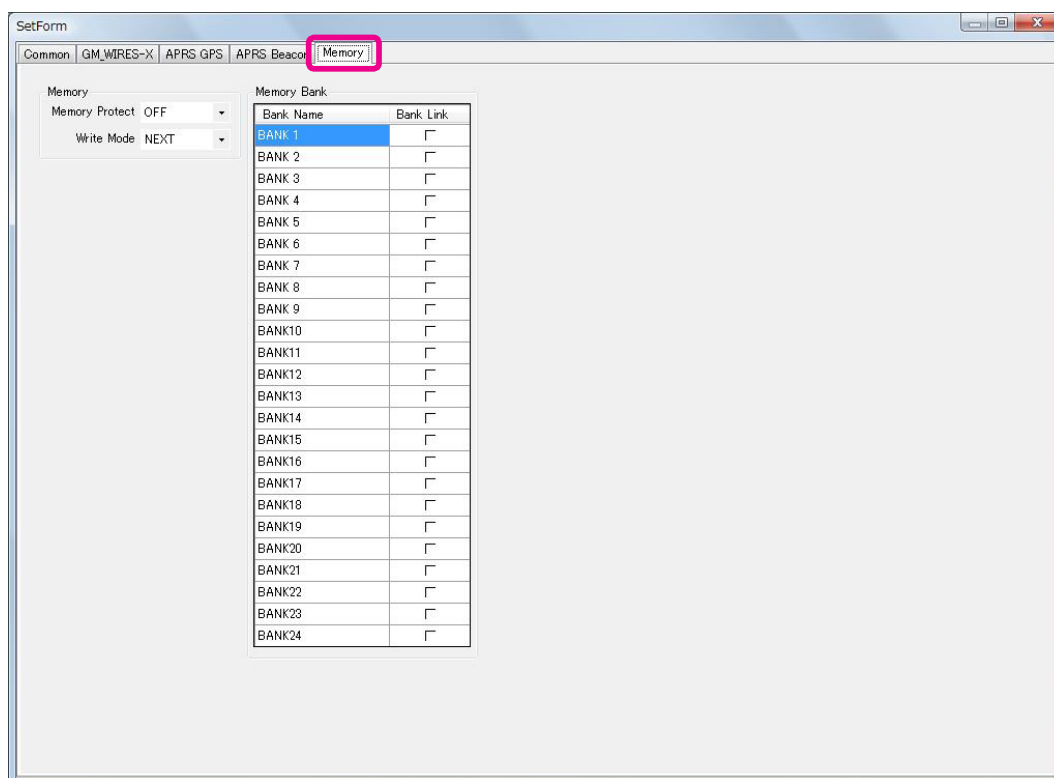 SetForm
Common GM_WIRES-X APRS GPS APRS Beacon Memory
Memory
Memory Protect OFF
Write Mode NEXT
Memory Bank
Bank Name Bank Link
BANK 1
BANK 2
BANK 3
BANK 4
BANK 5
BANK 6
BANK 7
BANK 8
BANK 9
BANK10
BANK11
BANK12
BANK13
BANK14
BANK15
BANK16
BANK17
BANK18
BANK19
BANK20
BANK21
BANK22
BANK23
BANK24